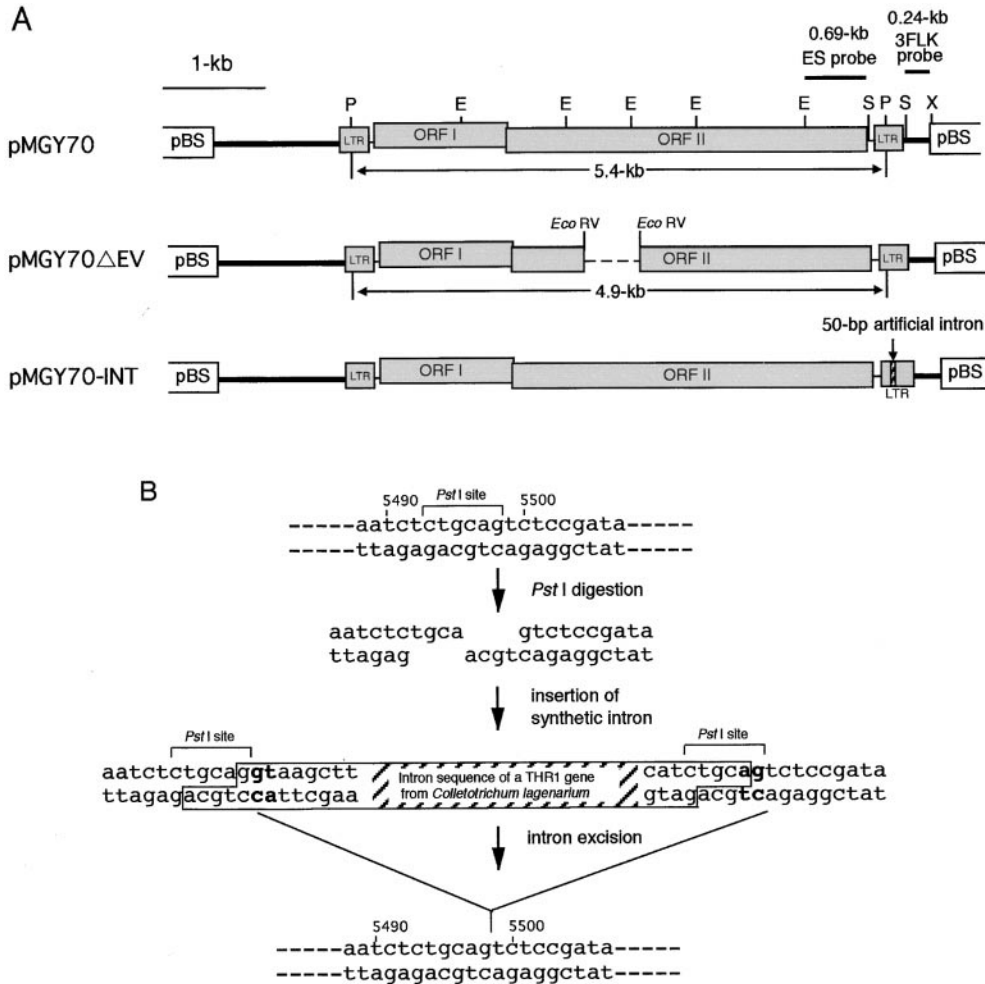 A
1-kb
0.69-kb
ES probe
0.24-kb
3FLK
probe
P E E E E E S P S X
pMGY70
pBS LTR ORF I ORF II LTR pBS
5.4-kb
Eco RV Eco RV
pMGY70△EV
pBS LTR ORF I ORF II LTR pBS
4.9-kb
50-bp artificial intron
pMGY70-INT
pBS LTR ORF I ORF II LTR pBS
B
5490 Pst I site 5500
-----aatctctgcagtctccgata-----
-----ttagagacgtcagaggctat-----
Pst I digestion
aatctctgca gtctccgata
ttagag acgtcagaggctat
insertion of
synthetic intron
Pst I site Pst I site
aatctctgcaggtaagctt Intron sequence of a THR1 gene catctgcagtctccgata
ttagagacgtccattcgaa from Colletotrichum lagenarium gtagacgtcagaggctat
intron excision
5490 5500
-----aatctctgcagtctccgata-----
-----ttagagacgtcagaggctat-----